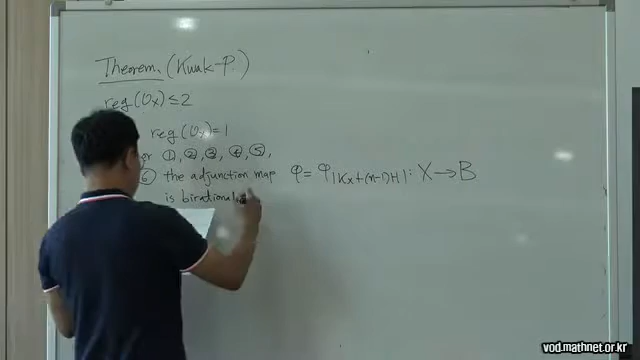 Theorem. (Kwak-P.)
reg(O_X) ≤ 2
reg(O_X) = 1
or ①, ②, ③, ④, ⑤,
⑥ the adjunction map φ = φ|K_X+(n-1)H| : X → B
is birational
vod.mathnet.or.kr